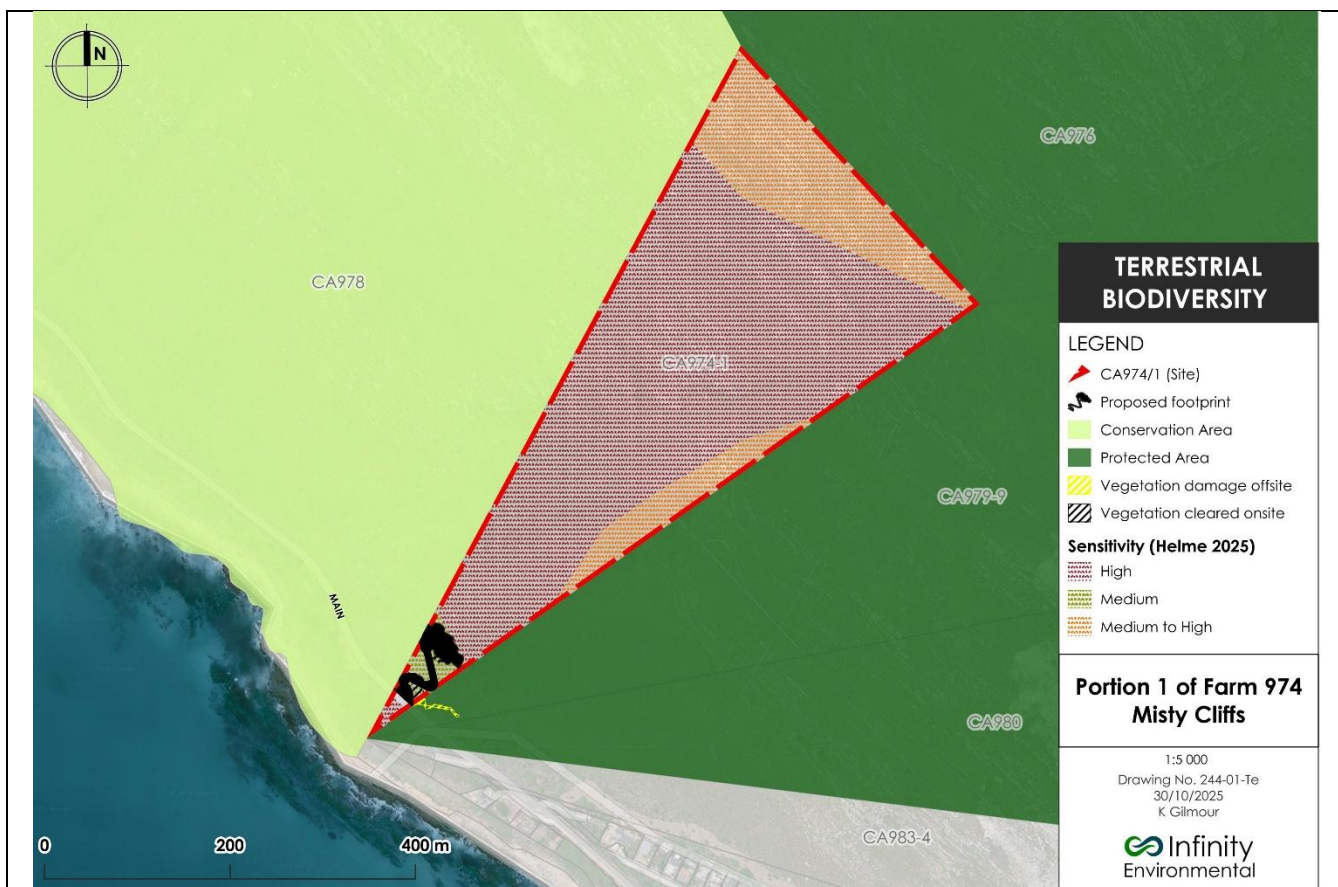 N
CA976
CA978
CA974-1
CA979-9
MAIN
CA980
CA983-4
0
200
400 m
TERRESTRIAL
BIODIVERSITY
LEGEND
CA974/1 (Site)
Proposed footprint
Conservation Area
Protected Area
Vegetation damage offsite
Vegetation cleared onsite
Sensitivity (Helme 2025)
High
Medium
Medium to High
Portion 1 of Farm 974
Misty Cliffs
1:5 000
Drawing No. 244-01-Te
30/10/2025
K Gilmour
Infinity
Environmental